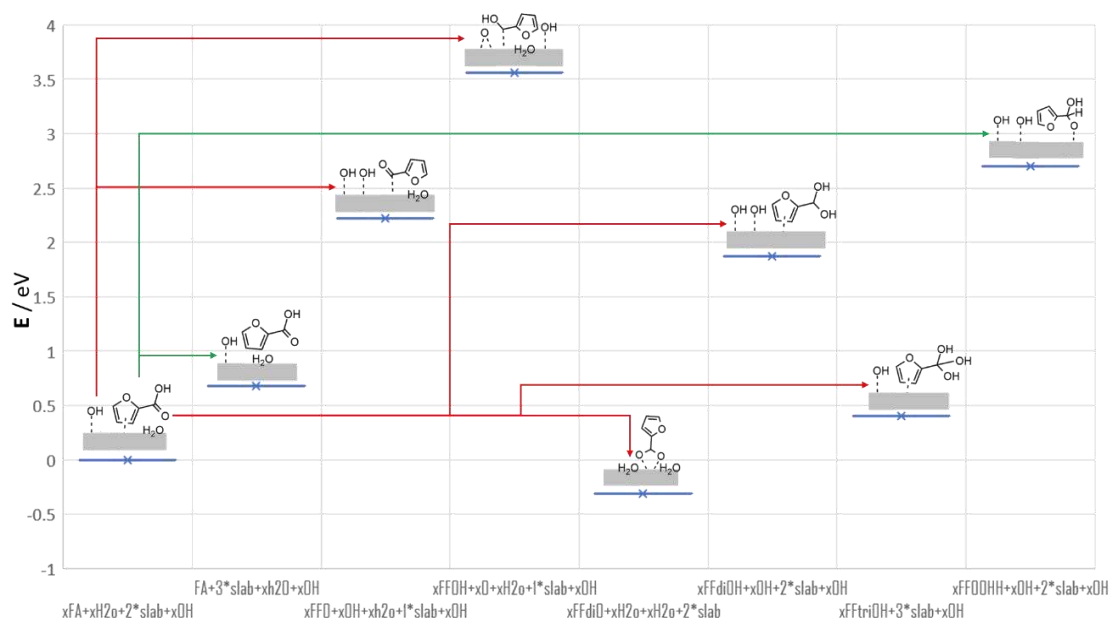 4
3.5
3
2.5
2
1.5
1
0.5
0
-0.5
-1
E / eV
HO
O
O
OH
H₂O
OH
OH
O
O
H₂O
OH
OH
O
H
O
OH
OH
O
OH
OH
OH
O
OH
O
H₂O
OH
O
OH
O
H₂O
O
O
O
H₂O
H₂O
OH
O
OH
OH
OH
FA+3*slab+xh2O+xOH
xFFOH+xO+xH2o+1*slab+xOH
xFFdiOH+xOH+2*slab+xOH
xFFOOHH+xOH+2*slab+xOH
xFA+xH2o+2*slab+xOH
xFFO+xOH+xh2o+1*slab+xOH
xFFdiO+xH2o+xH2o+2*slab
xFFtriOH+3*slab+xOH